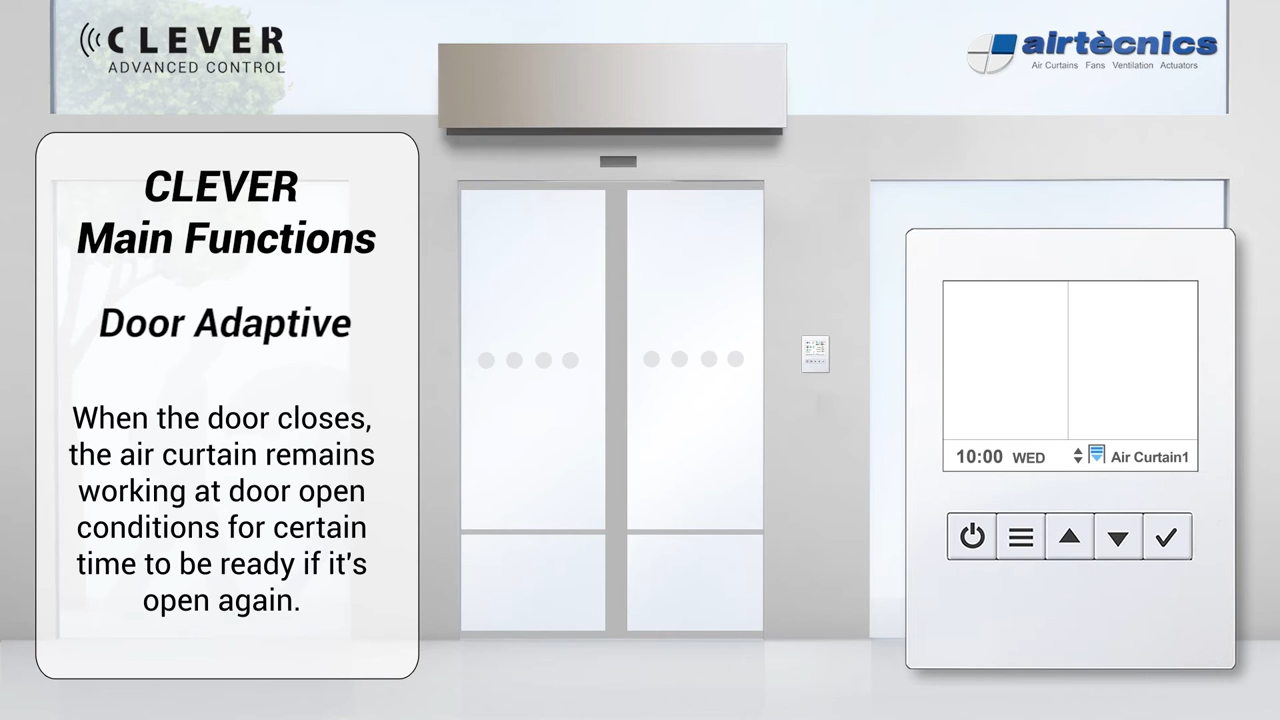 CLEVER
ADVANCED CONTROL
airtècnics
Air Curtains Fans Ventilation Actuators
CLEVER
Main Functions
Door Adaptive
When the door closes,
the air curtain remains
working at door open
conditions for certain
time to be ready if it's
open again.
10:00 WED Air Curtain1